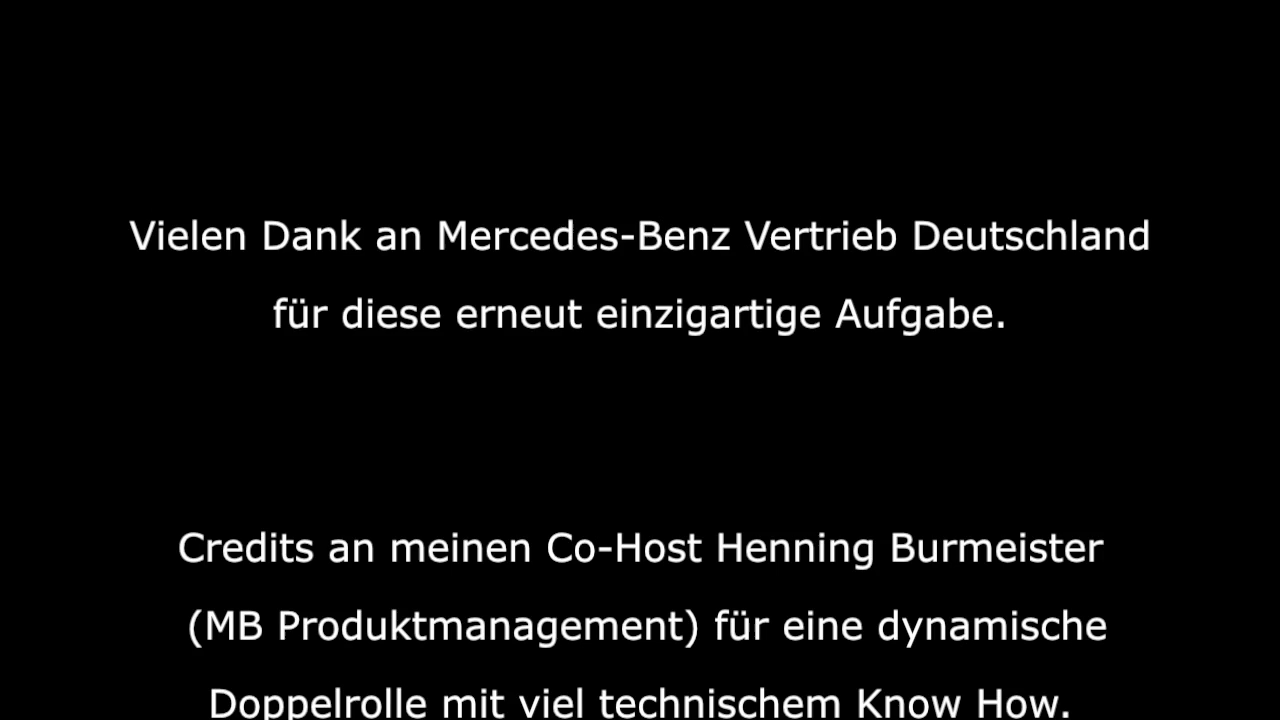 Vielen Dank an Mercedes-Benz Vertrieb Deutschland
für diese erneut einzigartige Aufgabe.
Credits an meinen Co-Host Henning Burmeister
(MB Produktmanagement) für eine dynamische
Doppelrolle mit viel technischem Know How.